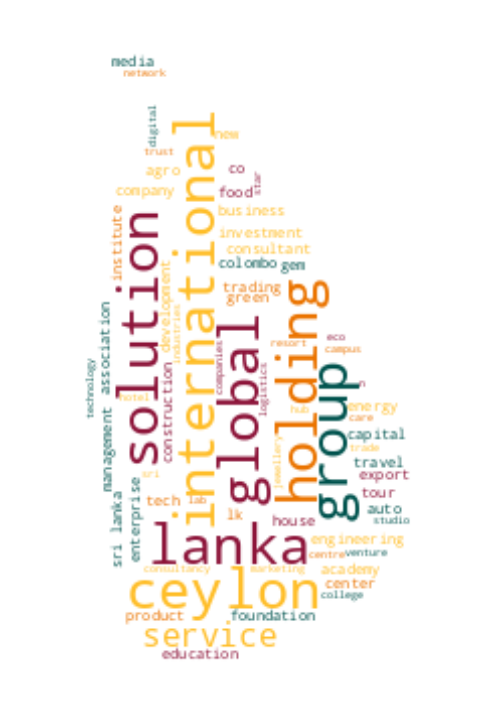 media
network
digital
new
trust
agro
co
star
company
food
institute
business
solution
international
investment
consultant
colombo gem
development
trading
green
holding
association
industries
global
companies
resort
eco
campus
technology
construction
logistics
group
n
hotel
hub
energy
care
management
capital
jewellery
trade
travel
sri
export
enterprise
tech
lab
tour
sri lanka
lk
house
auto
studio
lanka
engineering
centre
venture
consultancy
marketing
academy
ceylon
center
college
product
foundation
service
education